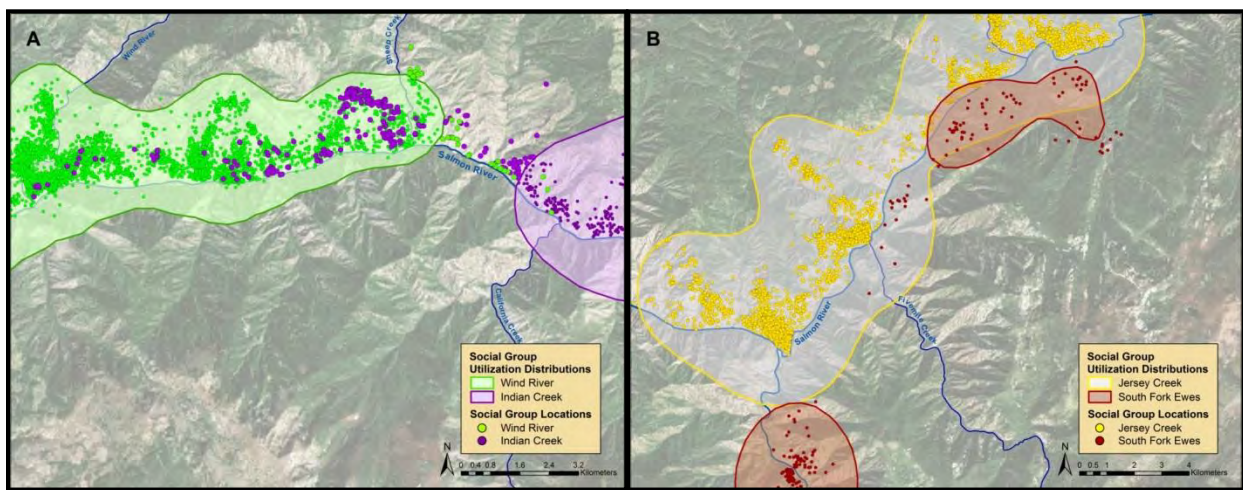 A
Wind River
Sheep Creek
Salmon River
California Creek
Social Group
Utilization Distributions
Wind River
Indian Creek
Social Group Locations
Wind River
Indian Creek
N
0 0.4 0.8 1.6 2.4 3.2
Kilometers
B
Salmon River
Fivemile Creek
Social Group
Utilization Distributions
Jersey Creek
South Fork Ewes
Social Group Locations
Jersey Creek
South Fork Ewes
N
0 0.5 1 2 3 4
Kilometers